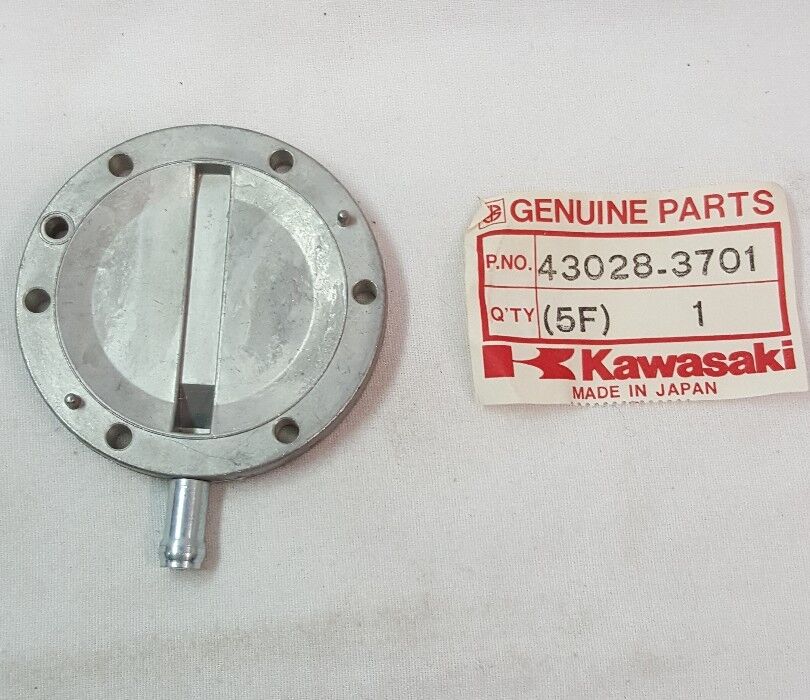 GENUINE PARTS
P.NO. 43028-3701
Q'TY (5F) 1
Kawasaki
MADE IN JAPAN